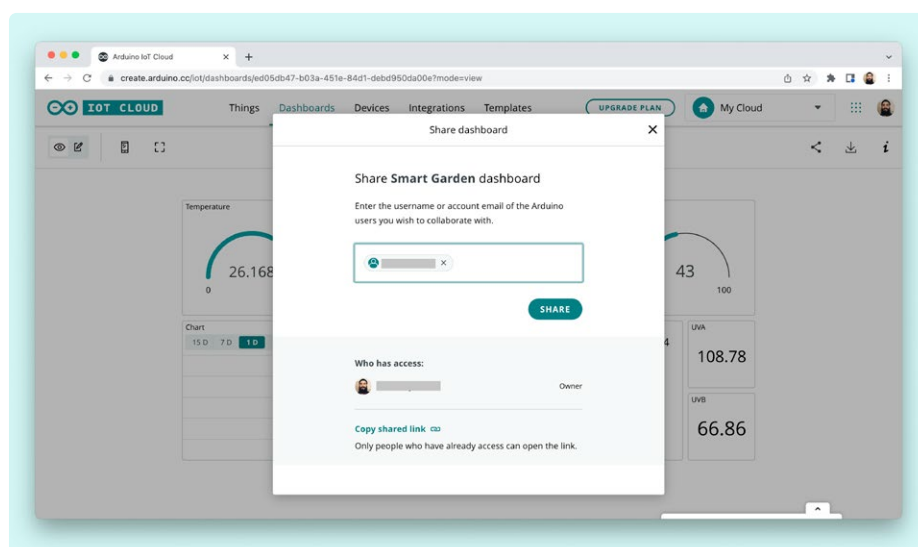 Arduino IoT Cloud
create.arduino.cc/iot/dashboards/ed05db47-b03a-451e-84d1-debd950da00e?mode=view
IOT CLOUD
Things Dashboards Devices Integrations Templates UPGRADE PLAN My Cloud
Share dashboard
Share Smart Garden dashboard
Enter the username or account email of the Arduino
users you wish to collaborate with.
SHARE
Who has access:
Owner
Copy shared link
Only people who have already access can open the link.
Temperature
26.168
0
43
100
Chart
15 D 7 D 1 D
4
UVA
108.78
UVB
66.86